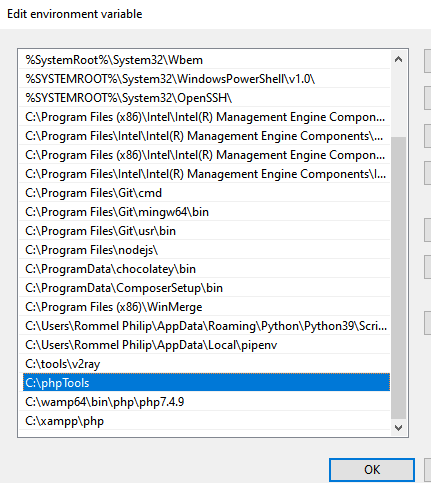 Edit environment variable
%SystemRoot%\System32\Wbem
%SYSTEMROOT%\System32\WindowsPowerShell\v1.0\
%SYSTEMROOT%\System32\OpenSSH\
C:\Program Files (x86)\Intel\Intel(R) Management Engine Compon...
C:\Program Files\Intel\Intel(R) Management Engine Components\...
C:\Program Files (x86)\Intel\Intel(R) Management Engine Compon...
C:\Program Files\Intel\Intel(R) Management Engine Components\I...
C:\Program Files\Git\cmd
C:\Program Files\Git\mingw64\bin
C:\Program Files\Git\usr\bin
C:\Program Files\nodejs\
C:\ProgramData\chocolatey\bin
C:\ProgramData\ComposerSetup\bin
C:\Program Files (x86)\WinMerge
C:\Users\Rommel Philip\AppData\Roaming\Python\Python39\Scri...
C:\Users\Rommel Philip\AppData\Local\pipenv
C:\tools\v2ray
C:\phpTools
C:\wamp64\bin\php\php7.4.9
C:\xampp\php
OK